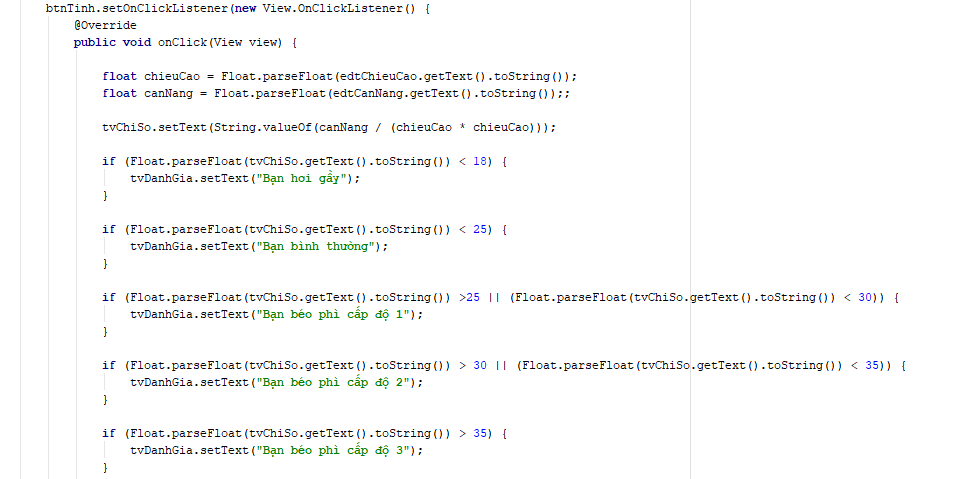 btnTinh.setOnClickListener(new View.OnClickListener() {
@Override
public void onClick(View view) {
float chieuCao = Float.parseFloat(edtChieuCao.getText().toString());
float canNang = Float.parseFloat(edtCanNang.getText().toString());;
tvChiSo.setText(String.valueOf(canNang / (chieuCao * chieuCao)));
if (Float.parseFloat(tvChiSo.getText().toString()) < 18) {
tvDanhGia.setText("Bạn hơi gầy");
}
if (Float.parseFloat(tvChiSo.getText().toString()) < 25) {
tvDanhGia.setText("Bạn bình thường");
}
if (Float.parseFloat(tvChiSo.getText().toString()) >25 || (Float.parseFloat(tvChiSo.getText().toString()) < 30)) {
tvDanhGia.setText("Bạn béo phì cấp độ 1");
}
if (Float.parseFloat(tvChiSo.getText().toString()) > 30 || (Float.parseFloat(tvChiSo.getText().toString()) < 35)) {
tvDanhGia.setText("Bạn béo phì cấp độ 2");
}
if (Float.parseFloat(tvChiSo.getText().toString()) > 35) {
tvDanhGia.setText("Bạn béo phì cấp độ 3");
}